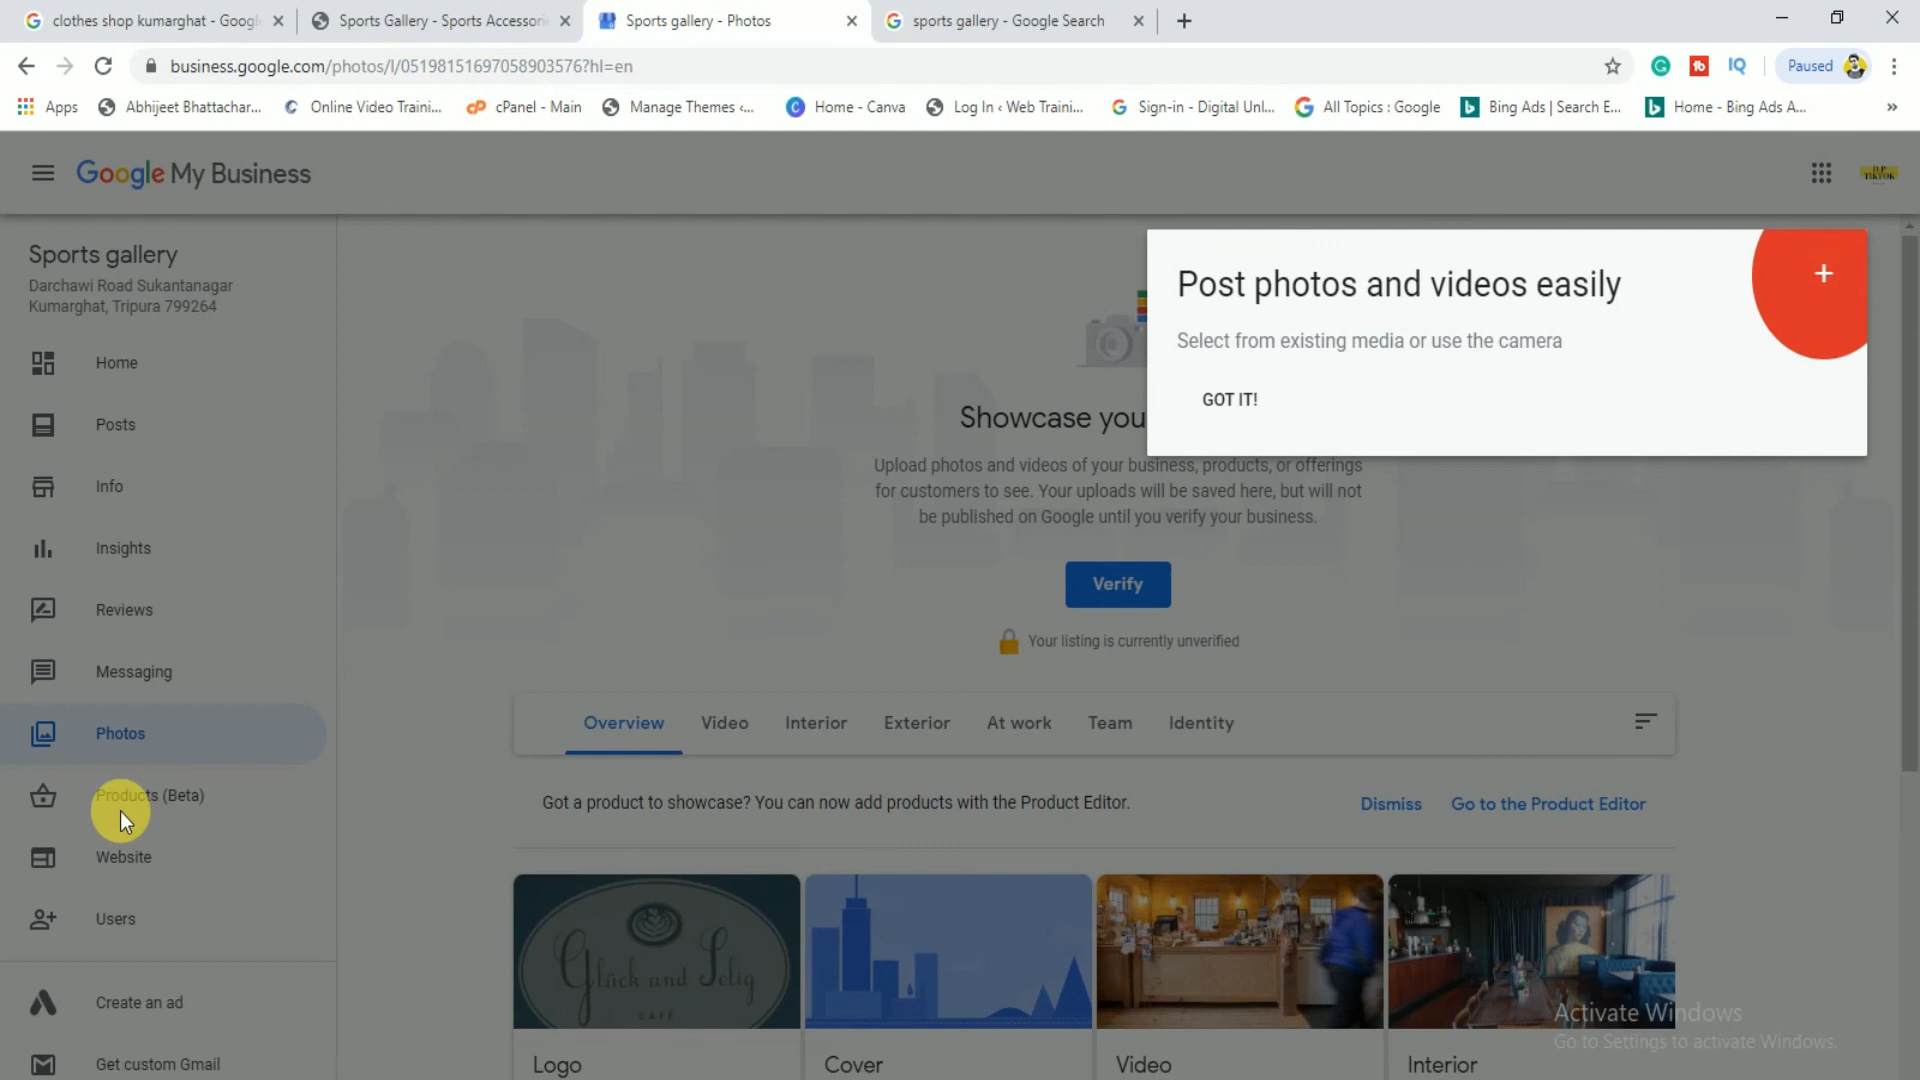 clothes shop kumarghat - Googl
Sports Gallery - Sports Accessori
Sports gallery - Photos
sports gallery - Google Search
business.google.com/photos/l/05198151697058903576?hl=en
Paused
Apps
Abhijeet Bhattachar...
Online Video Traini...
cPanel - Main
Manage Themes ‹...
Home - Canva
Log In ‹ Web Traini...
Sign-in - Digital Unl...
All Topics : Google
Bing Ads | Search E...
Home - Bing Ads A...
»
Google My Business
D.P
TIKTOK
Sports gallery
Darchawi Road Sukantanagar
Kumarghat, Tripura 799264
Home
Posts
Info
Insights
Reviews
Messaging
Photos
Products (Beta)
Website
Users
Create an ad
Get custom Gmail
Post photos and videos easily
Select from existing media or use the camera
GOT IT!
Showcase you
Upload photos and videos of your business, products, or offerings
for customers to see. Your uploads will be saved here, but will not
be published on Google until you verify your business.
Verify
Your listing is currently unverified
Overview
Video
Interior
Exterior
At work
Team
Identity
Got a product to showcase? You can now add products with the Product Editor.
Dismiss
Go to the Product Editor
Glück und Selig
CAFÉ
Logo
Cover
Video
Interior
Activate Windows
Go to Settings to activate Windows.